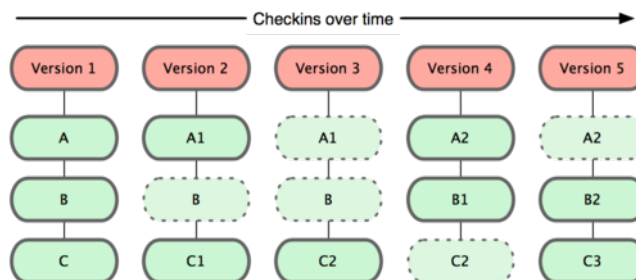 Checkins over time
Version 1 Version 2 Version 3 Version 4 Version 5
A A1 A1 A2 A2
B B B B1 B2
C C1 C2 C2 C3